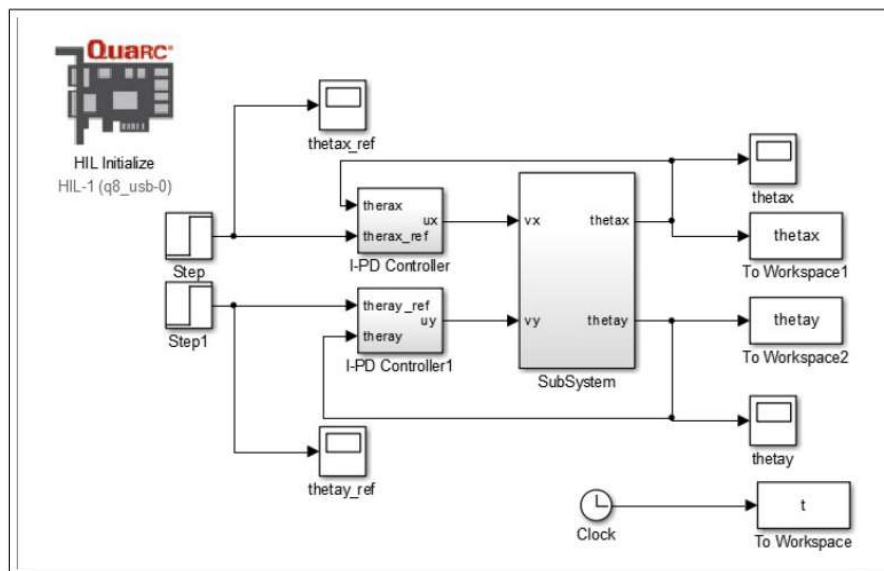 QUARC®
HIL Initialize
HIL-1 (q8_usb-0)
thetax_ref
thetax
therax
ux
therax_ref
I-PD Controller
Step
vx
thetax
thetax
To Workspace1
theray_ref
uy
theray
I-PD Controller1
Step1
vy
thetay
SubSystem
thetay
To Workspace2
thetay_ref
thetay
Clock
t
To Workspace